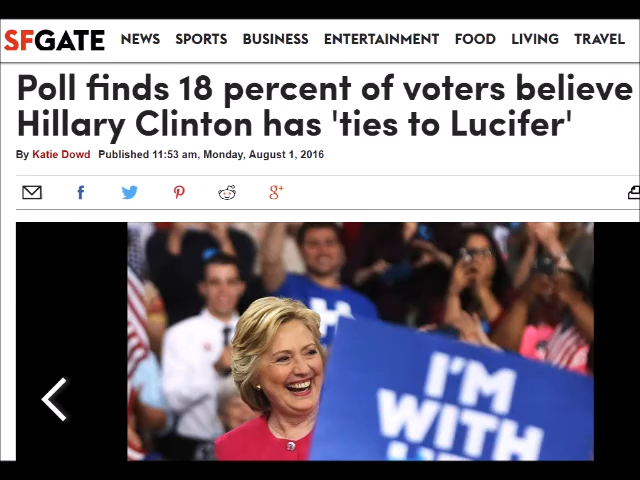 SFGATE NEWS SPORTS BUSINESS ENTERTAINMENT FOOD LIVING TRAVEL
Poll finds 18 percent of voters believe
Hillary Clinton has 'ties to Lucifer'
By Katie Dowd Published 11:53 am, Monday, August 1, 2016
f g+
H
I'M
WITH